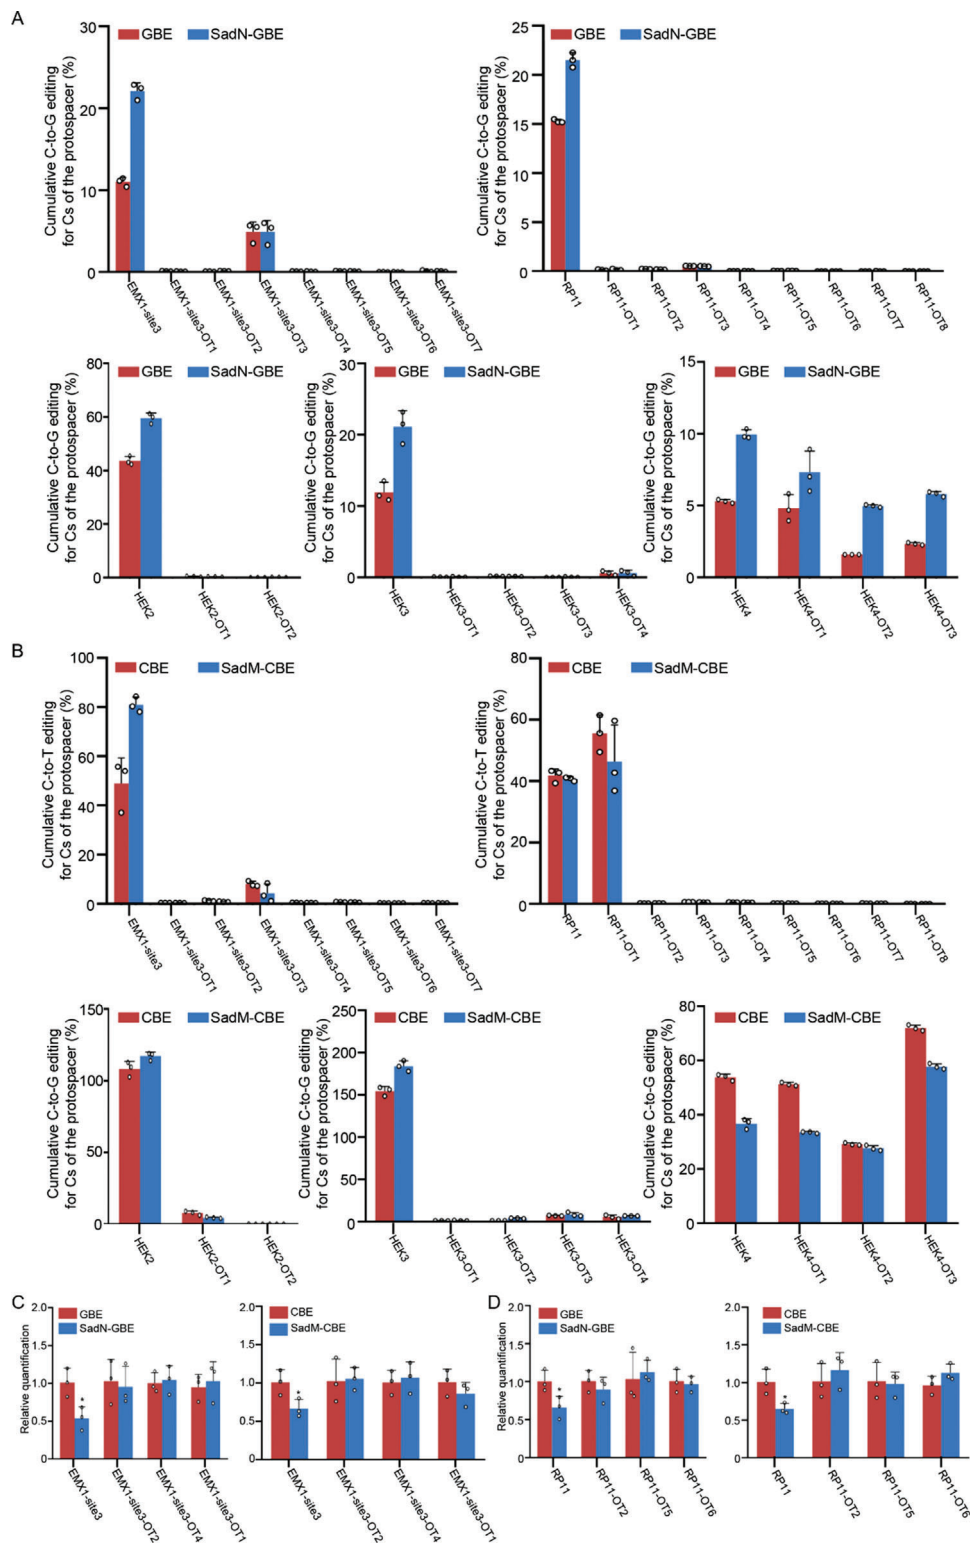 A
GBE SadN-GBE
Cumulative C-to-G editing
for Cs of the protospacer (%)
30
20
10
0
EMX1-site3
EMX1-site3-OT1
EMX1-site3-OT2
EMX1-site3-OT3
EMX1-site3-OT4
EMX1-site3-OT5
EMX1-site3-OT6
EMX1-site3-OT7
GBE SadN-GBE
Cumulative C-to-G editing
for Cs of the protospacer (%)
25
20
15
10
5
0
RP11
RP11-OT1
RP11-OT2
RP11-OT3
RP11-OT4
RP11-OT5
RP11-OT6
RP11-OT7
RP11-OT8
GBE SadN-GBE
Cumulative C-to-G editing
for Cs of the protospacer (%)
80
60
40
20
0
HEK2
HEK2-OT1
HEK2-OT2
GBE SadN-GBE
Cumulative C-to-G editing
for Cs of the protospacer (%)
30
20
10
0
HEK3
HEK3-OT1
HEK3-OT2
HEK3-OT3
HEK3-OT4
GBE SadN-GBE
Cumulative C-to-G editing
for Cs of the protospacer (%)
15
10
5
0
HEK4
HEK4-OT1
HEK4-OT2
HEK4-OT3
B
CBE SadM-CBE
Cumulative C-to-T editing
for Cs of the protospacer (%)
100
80
60
40
20
0
EMX1-site3
EMX1-site3-OT1
EMX1-site3-OT2
EMX1-site3-OT3
EMX1-site3-OT4
EMX1-site3-OT5
EMX1-site3-OT6
EMX1-site3-OT7
CBE SadM-CBE
Cumulative C-to-T editing
for Cs of the protospacer (%)
80
60
40
20
0
RP11
RP11-OT1
RP11-OT2
RP11-OT3
RP11-OT4
RP11-OT5
RP11-OT6
RP11-OT7
RP11-OT8
CBE SadM-CBE
Cumulative C-to-G editing
for Cs of the protospacer (%)
150
100
50
0
HEK2
HEK2-OT1
HEK2-OT2
CBE SadM-CBE
Cumulative C-to-G editing
for Cs of the protospacer (%)
250
200
150
100
50
0
HEK3
HEK3-OT1
HEK3-OT2
HEK3-OT3
HEK3-OT4
CBE SadM-CBE
Cumulative C-to-G editing
for Cs of the protospacer (%)
80
60
40
20
0
HEK4
HEK4-OT1
HEK4-OT2
HEK4-OT3
C
GBE
SadN-GBE
Relative quantification
2.0
1.5
1.0
0.5
0
*
EMX1-site3
EMX1-site3-OT2
EMX1-site3-OT4
EMX1-site3-OT1
CBE
SadM-CBE
2.0
1.5
1.0
0.5
0
*
EMX1-site3
EMX1-site3-OT2
EMX1-site3-OT4
EMX1-site3-OT1
D
GBE
SadN-GBE
Relative quantification
2.0
1.5
1.0
0.5
0
*
RP11
RP11-OT2
RP11-OT5
RP11-OT6
CBE
SadM-CBE
2.0
1.5
1.0
0.5
0
*
RP11
RP11-OT2
RP11-OT5
RP11-OT6